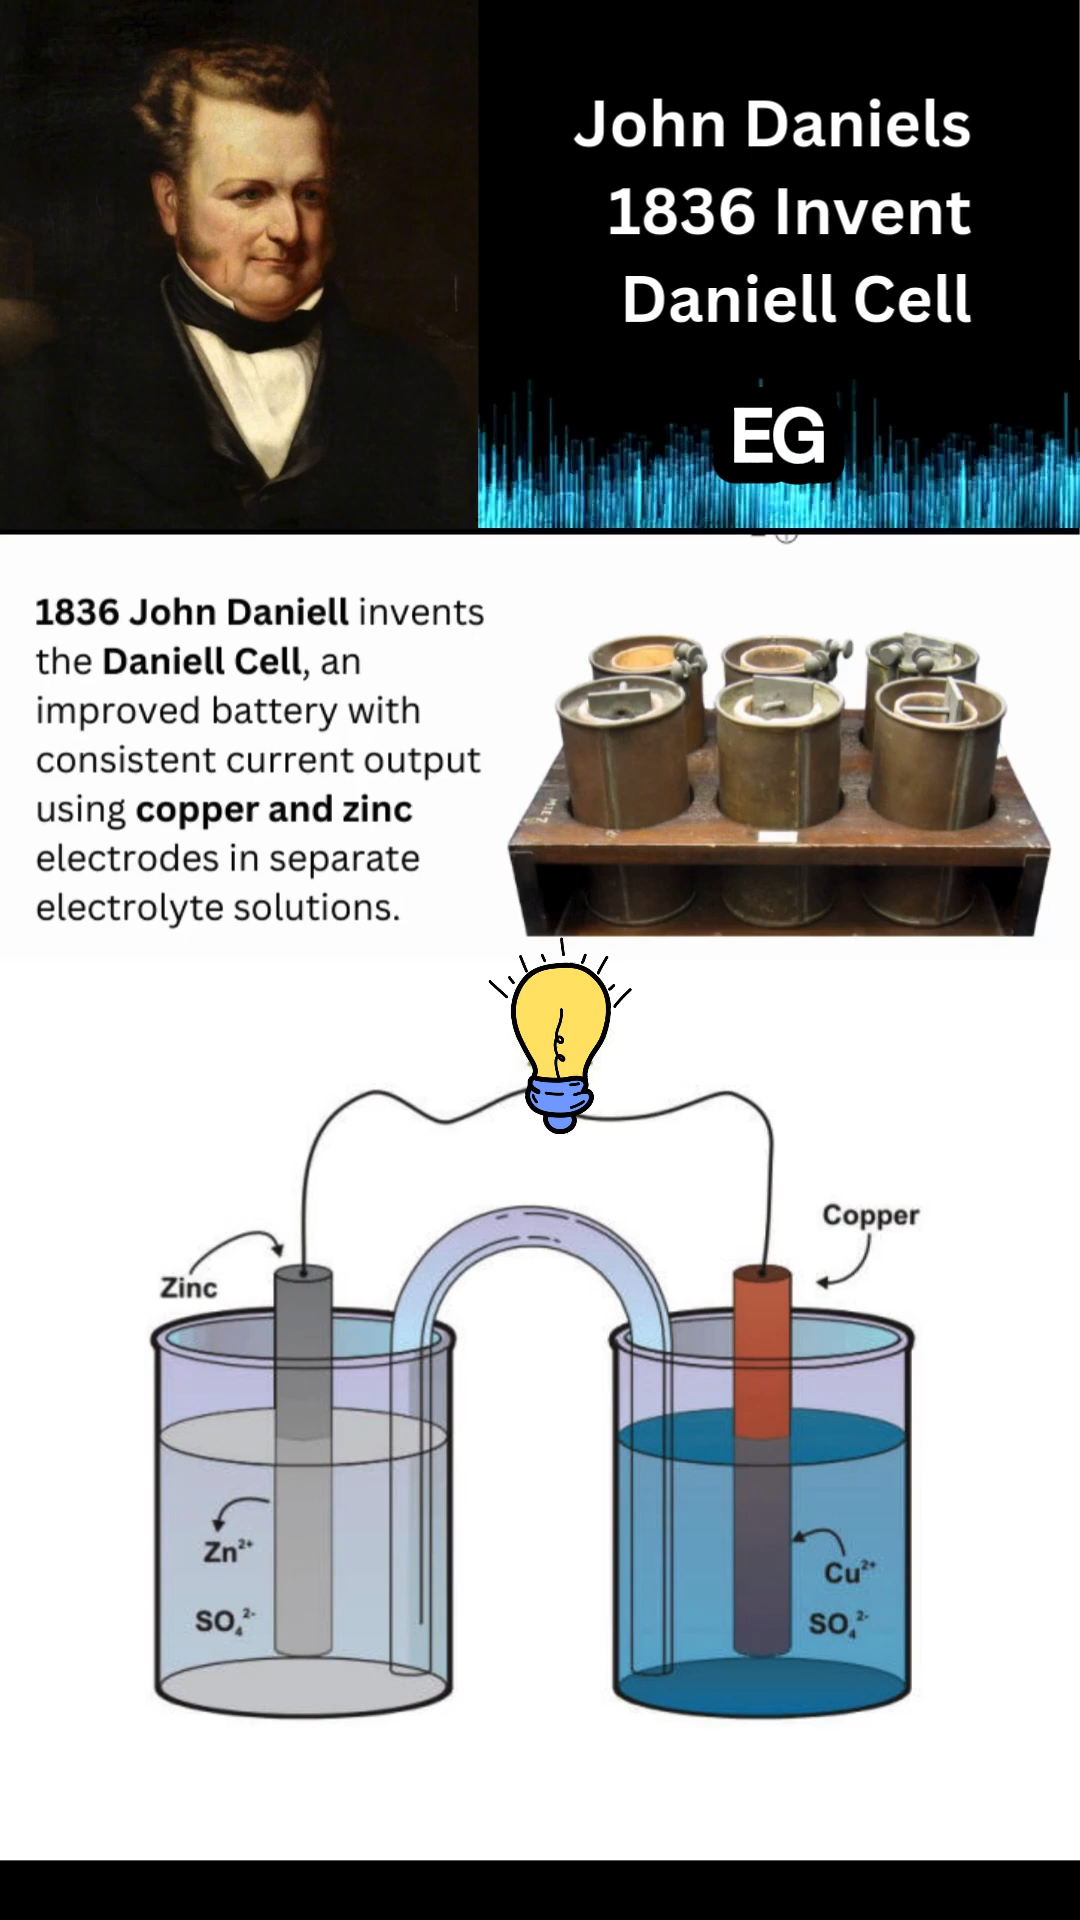 John Daniels
1836 Invent
Daniell Cell
EG
1836 John Daniell invents
the Daniell Cell, an
improved battery with
consistent current output
using copper and zinc
electrodes in separate
electrolyte solutions.
Copper
Zinc
Zn²⁺
Cu²⁺
SO₄²⁻
SO₄²⁻